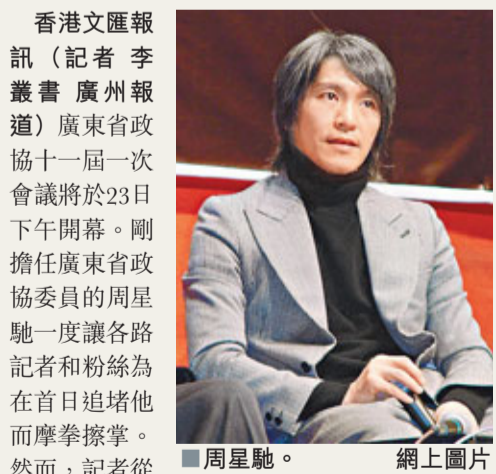 香港文匯報
訊（記者 李
叢書 廣州報
道）廣東省政
協十一屆一次
會議將於23日
下午開幕。剛
擔任廣東省政
協委員的周星
馳一度讓各路
記者和粉絲為
在首日追堵他
而摩拳擦掌。
然而，記者從
■周星馳。 網上圖片